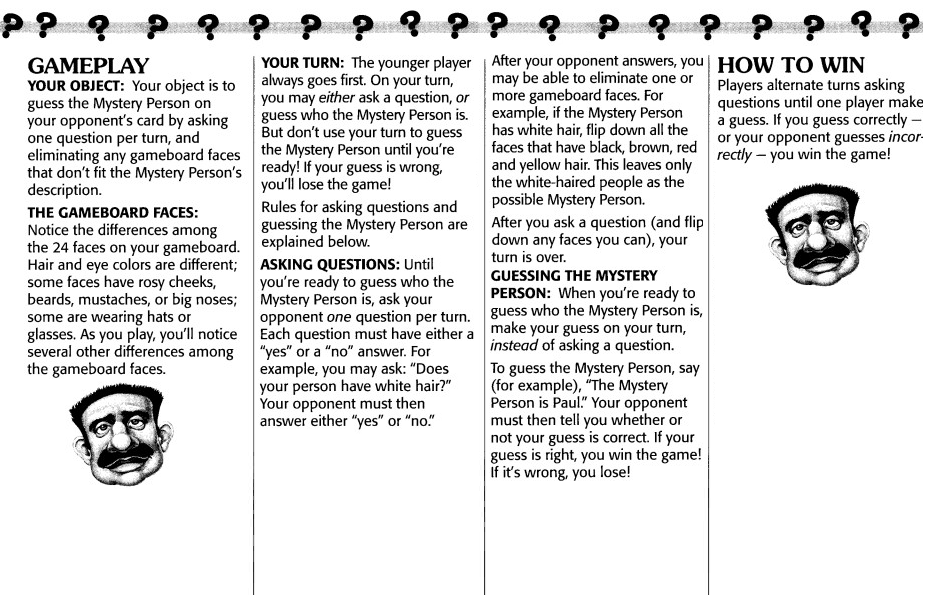 GAMEPLAY
YOUR OBJECT: Your object is to
guess the Mystery Person on
your opponent's card by asking
one question per turn, and
eliminating any gameboard faces
that don't fit the Mystery Person's
description.
THE GAMEBOARD FACES:
Notice the differences among
the 24 faces on your gameboard.
Hair and eye colors are different;
some faces have rosy cheeks,
beards, mustaches, or big noses;
some are wearing hats or
glasses. As you play, you'll notice
several other differences among
the gameboard faces.
YOUR TURN: The younger player
always goes first. On your turn,
you may either ask a question, or
guess who the Mystery Person is.
But don't use your turn to guess
the Mystery Person until you're
ready! If your guess is wrong,
you'll lose the game!
Rules for asking questions and
guessing the Mystery Person are
explained below.
ASKING QUESTIONS: Until
you're ready to guess who the
Mystery Person is, ask your
opponent one question per turn.
Each question must have either a
"yes" or a "no" answer. For
example, you may ask: "Does
your person have white hair?"
Your opponent must then
answer either "yes" or "no."
After your opponent answers, you
may be able to eliminate one or
more gameboard faces. For
example, if the Mystery Person
has white hair, flip down all the
faces that have black, brown, red
and yellow hair. This leaves only
the white-haired people as the
possible Mystery Person.
After you ask a question (and flip
down any faces you can), your
turn is over.
GUESSING THE MYSTERY
PERSON: When you're ready to
guess who the Mystery Person is,
make your guess on your turn,
instead of asking a question.
To guess the Mystery Person, say
(for example), "The Mystery
Person is Paul." Your opponent
must then tell you whether or
not your guess is correct. If your
guess is right, you win the game!
If it's wrong, you lose!
HOW TO WIN
Players alternate turns asking
questions until one player make
a guess. If you guess correctly —
or your opponent guesses incor-
rectly — you win the game!